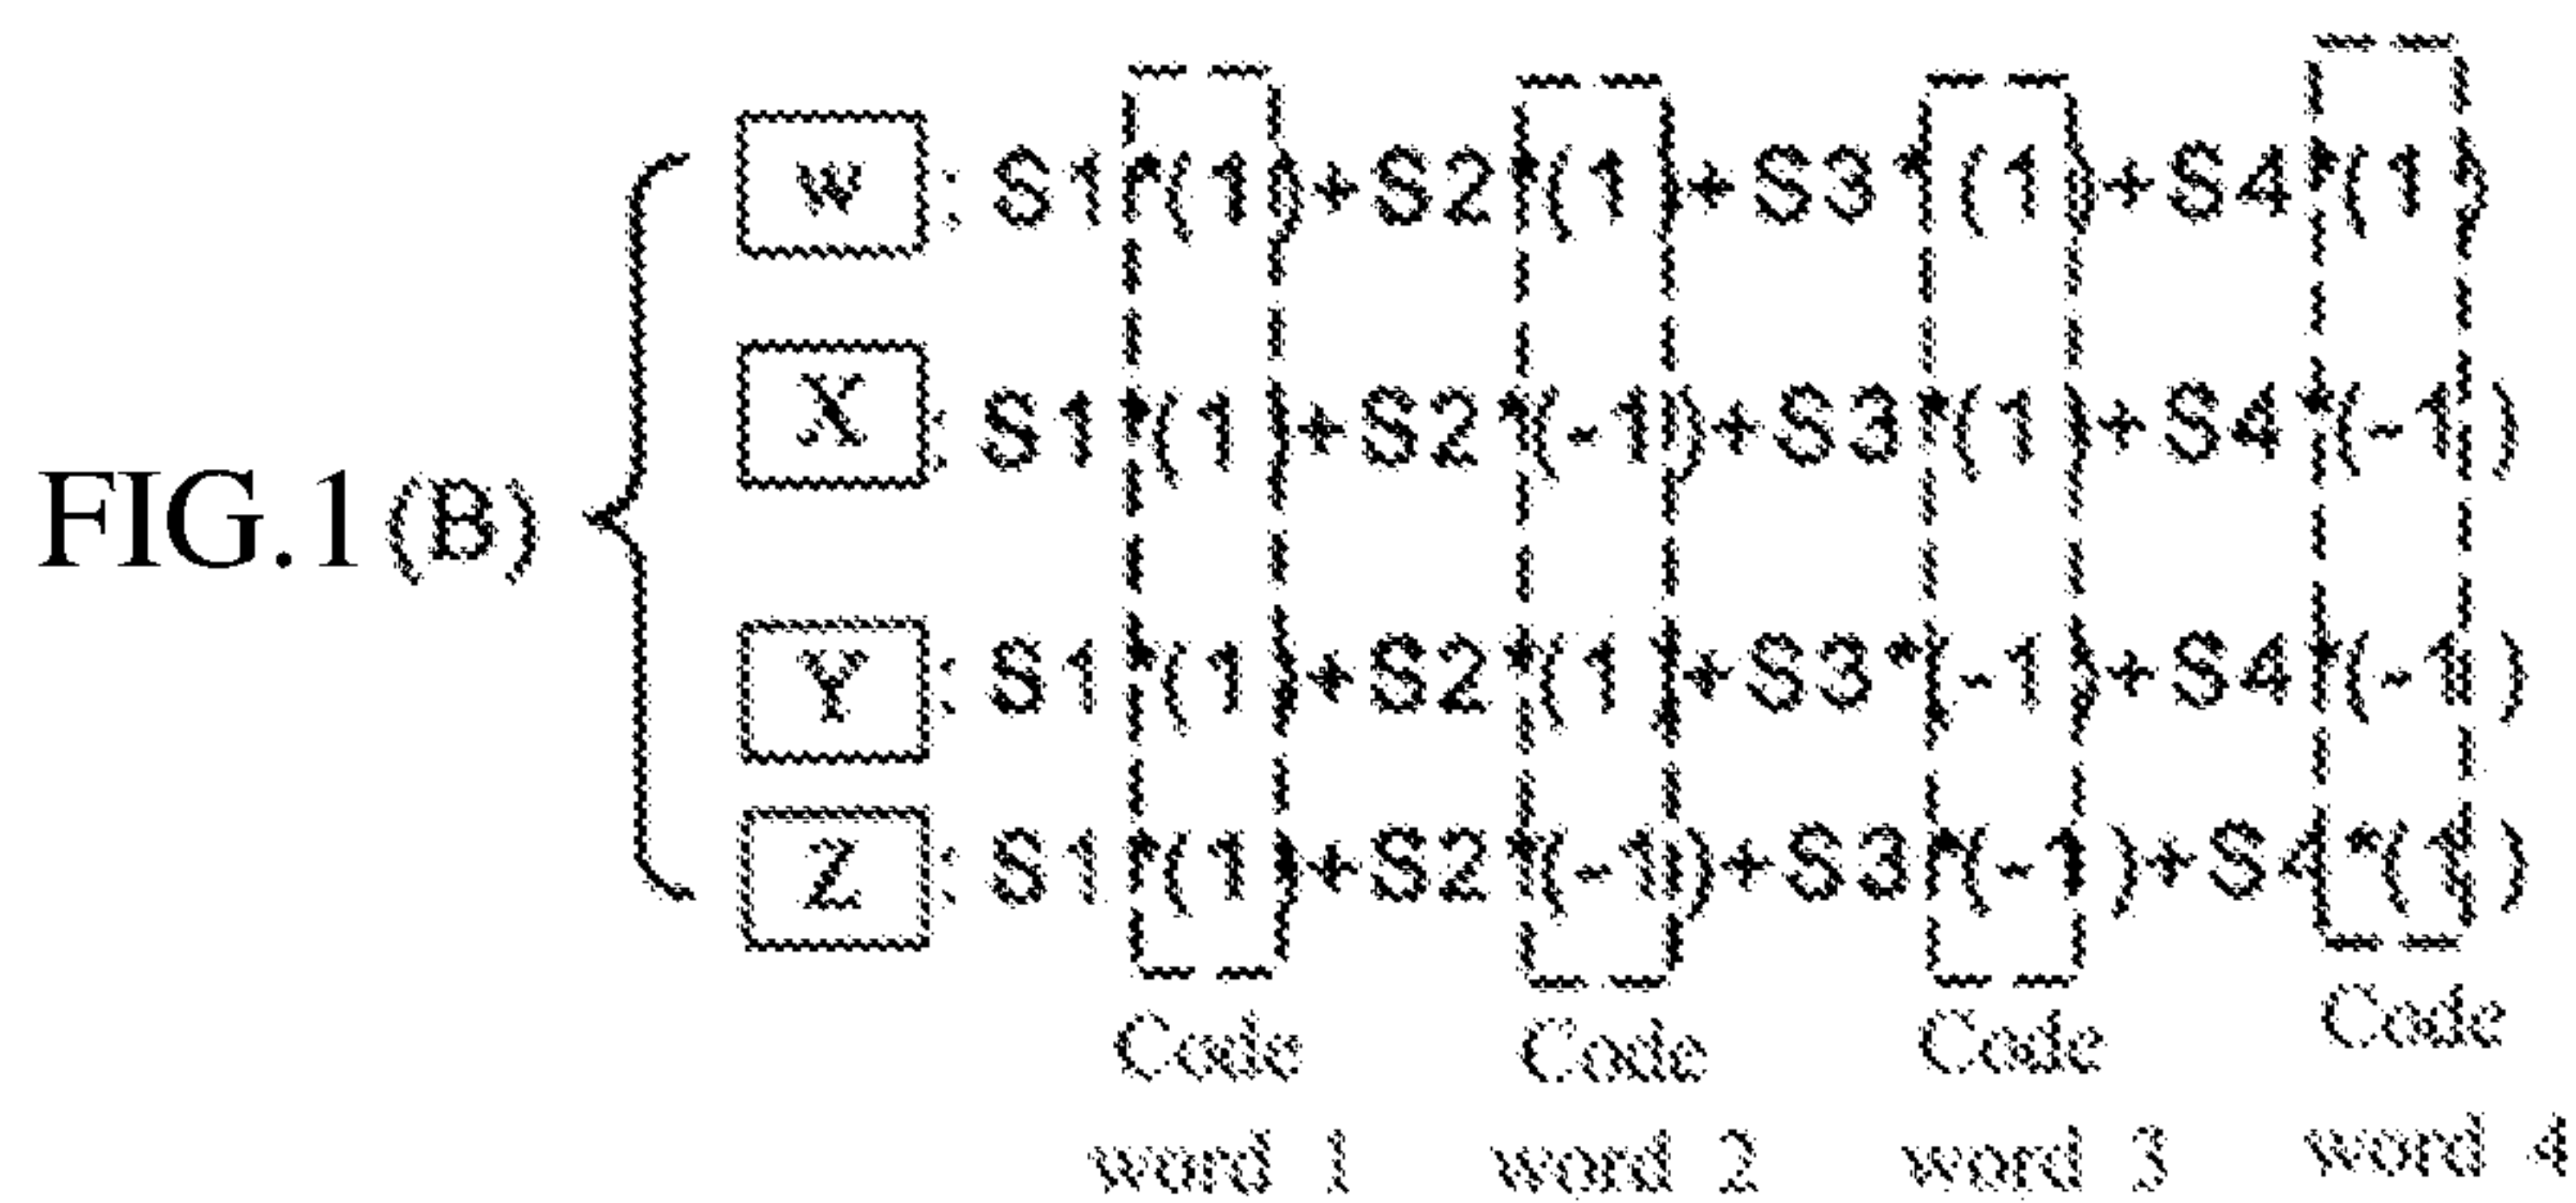 w : S1*(1)+S2*(1)+S3*(1)+S4*(1)
X : S1*(1)+S2*(-1)+S3*(1)+S4*(-1)
FIG.1(B)
Y : S1*(1)+S2*(1)+S3*(-1)+S4*(-1)
Z : S1*(1)+S2*(-1)+S3*(-1)+S4*(1)
Code word 1
Code word 2
Code word 3
Code word 4